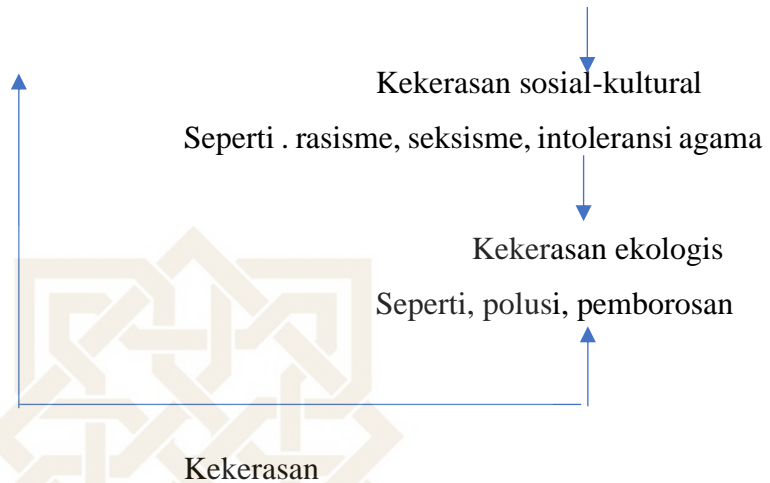 Kekerasan sosial-kultural
Seperti . rasisme, seksisme, intoleransi agama
Kekerasan ekologis
Seperti, polusi, pemborosan
Kekerasan